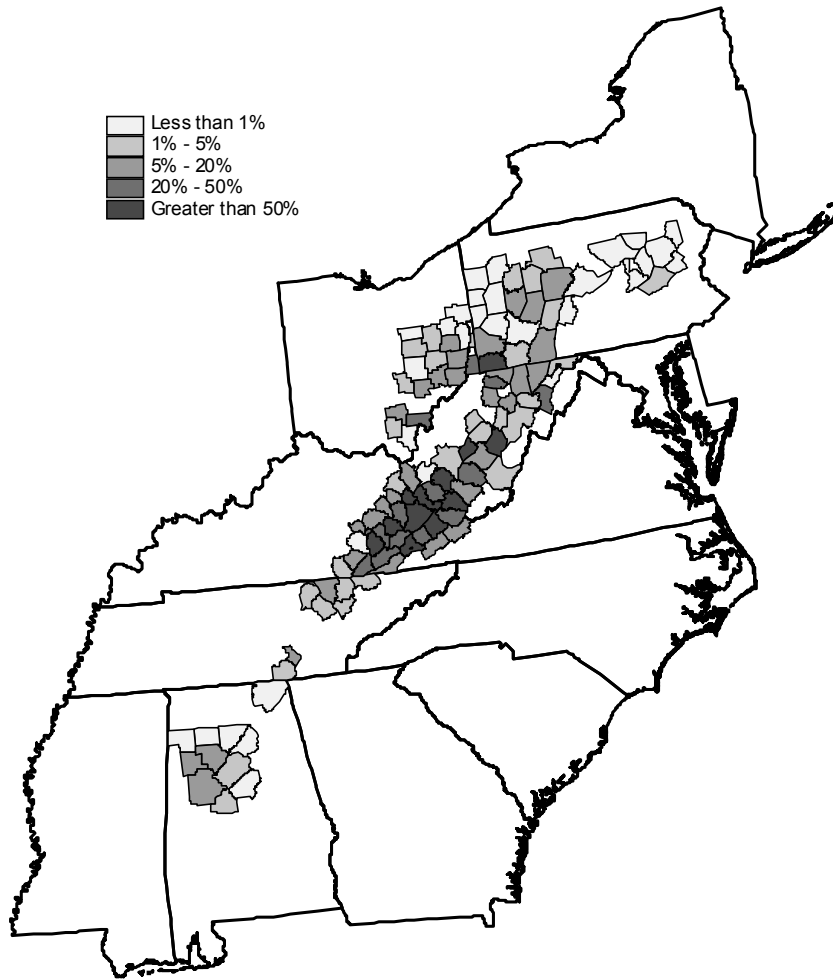 Less than 1%
1% - 5%
5% - 20%
20% - 50%
Greater than 50%